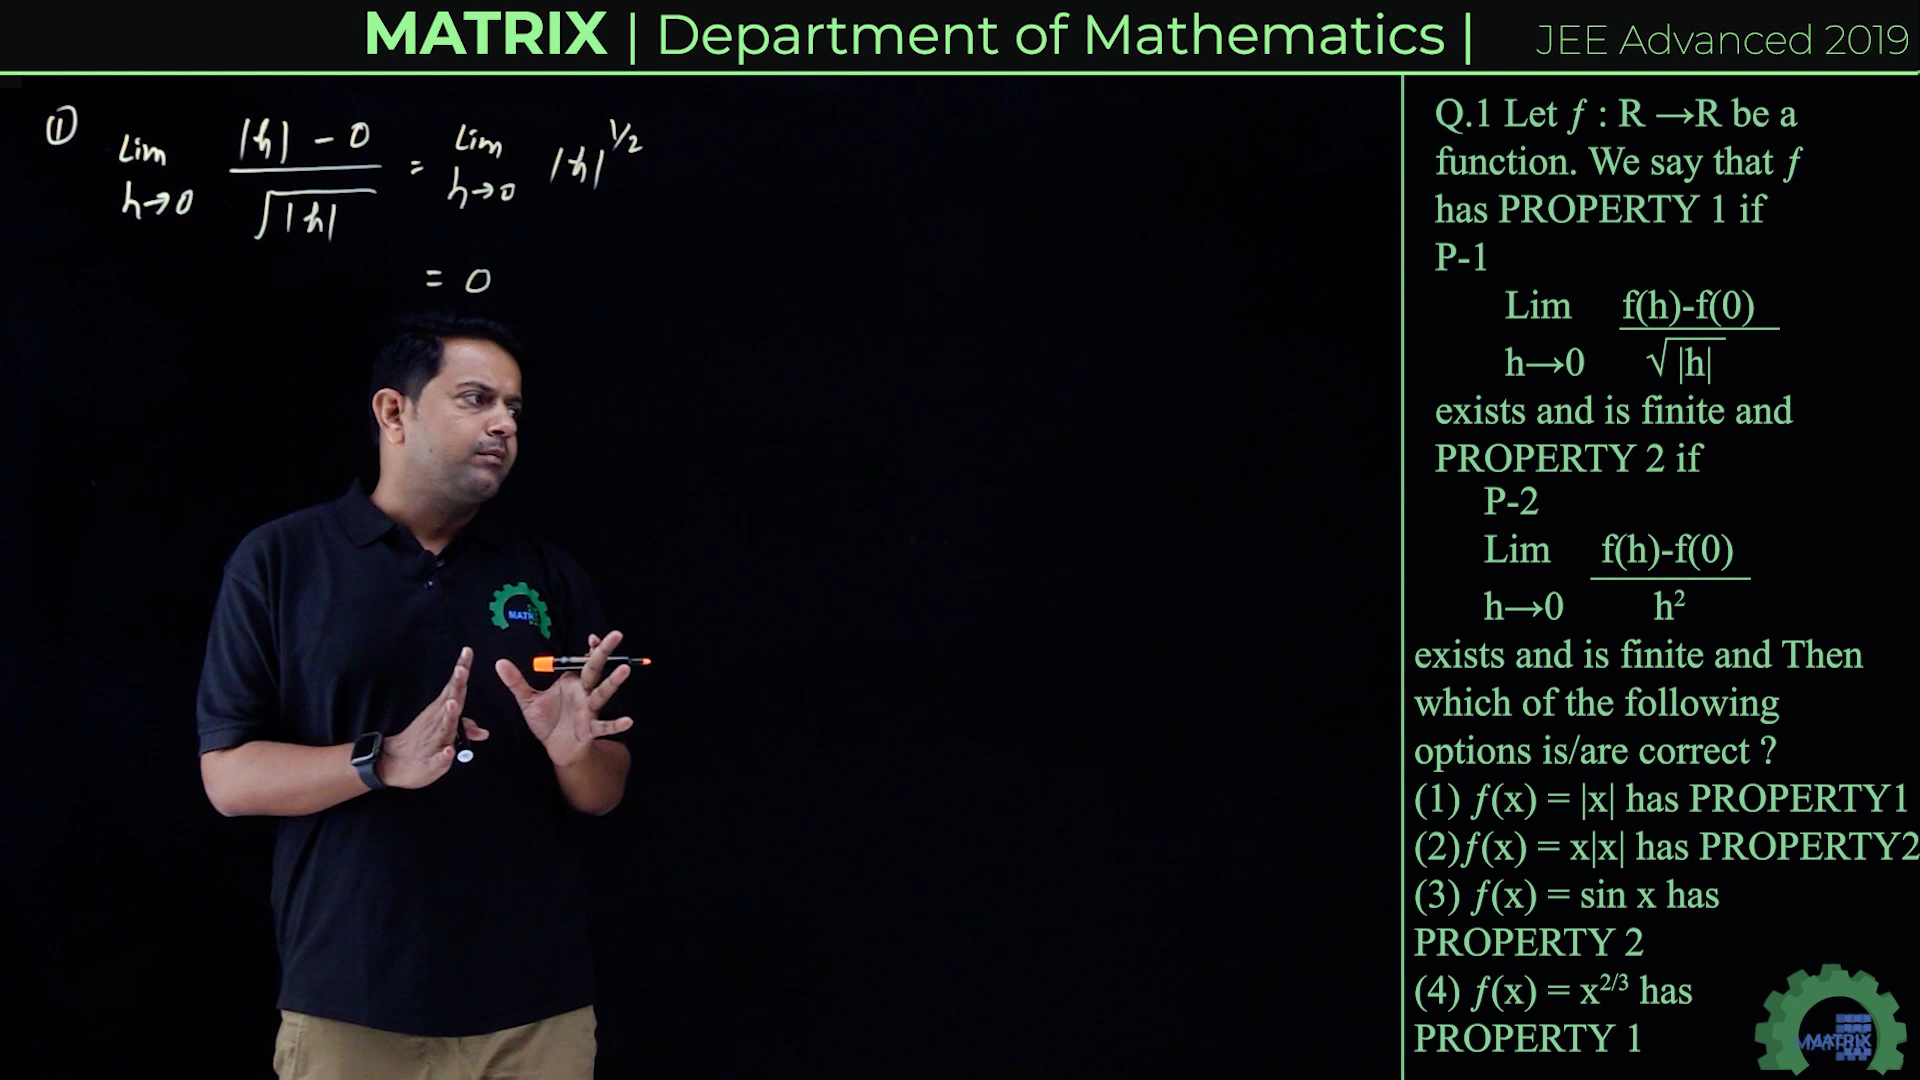 MATRIX | Department of Mathematics | JEE Advanced 2019
① Lim h→0 |h| - 0 / √|h| = Lim h→0 |h|^1/2
= 0
Q.1 Let f : R →R be a
function. We say that f
has PROPERTY 1 if
P-1
Lim f(h)-f(0)
h→0 √|h|
exists and is finite and
PROPERTY 2 if
P-2
Lim f(h)-f(0)
h→0 h²
exists and is finite and Then
which of the following
options is/are correct ?
(1) f(x) = |x| has PROPERTY1
(2)f(x) = x|x| has PROPERTY2
(3) f(x) = sin x has
PROPERTY 2
(4) f(x) = x^2/3 has
PROPERTY 1
MATRIX